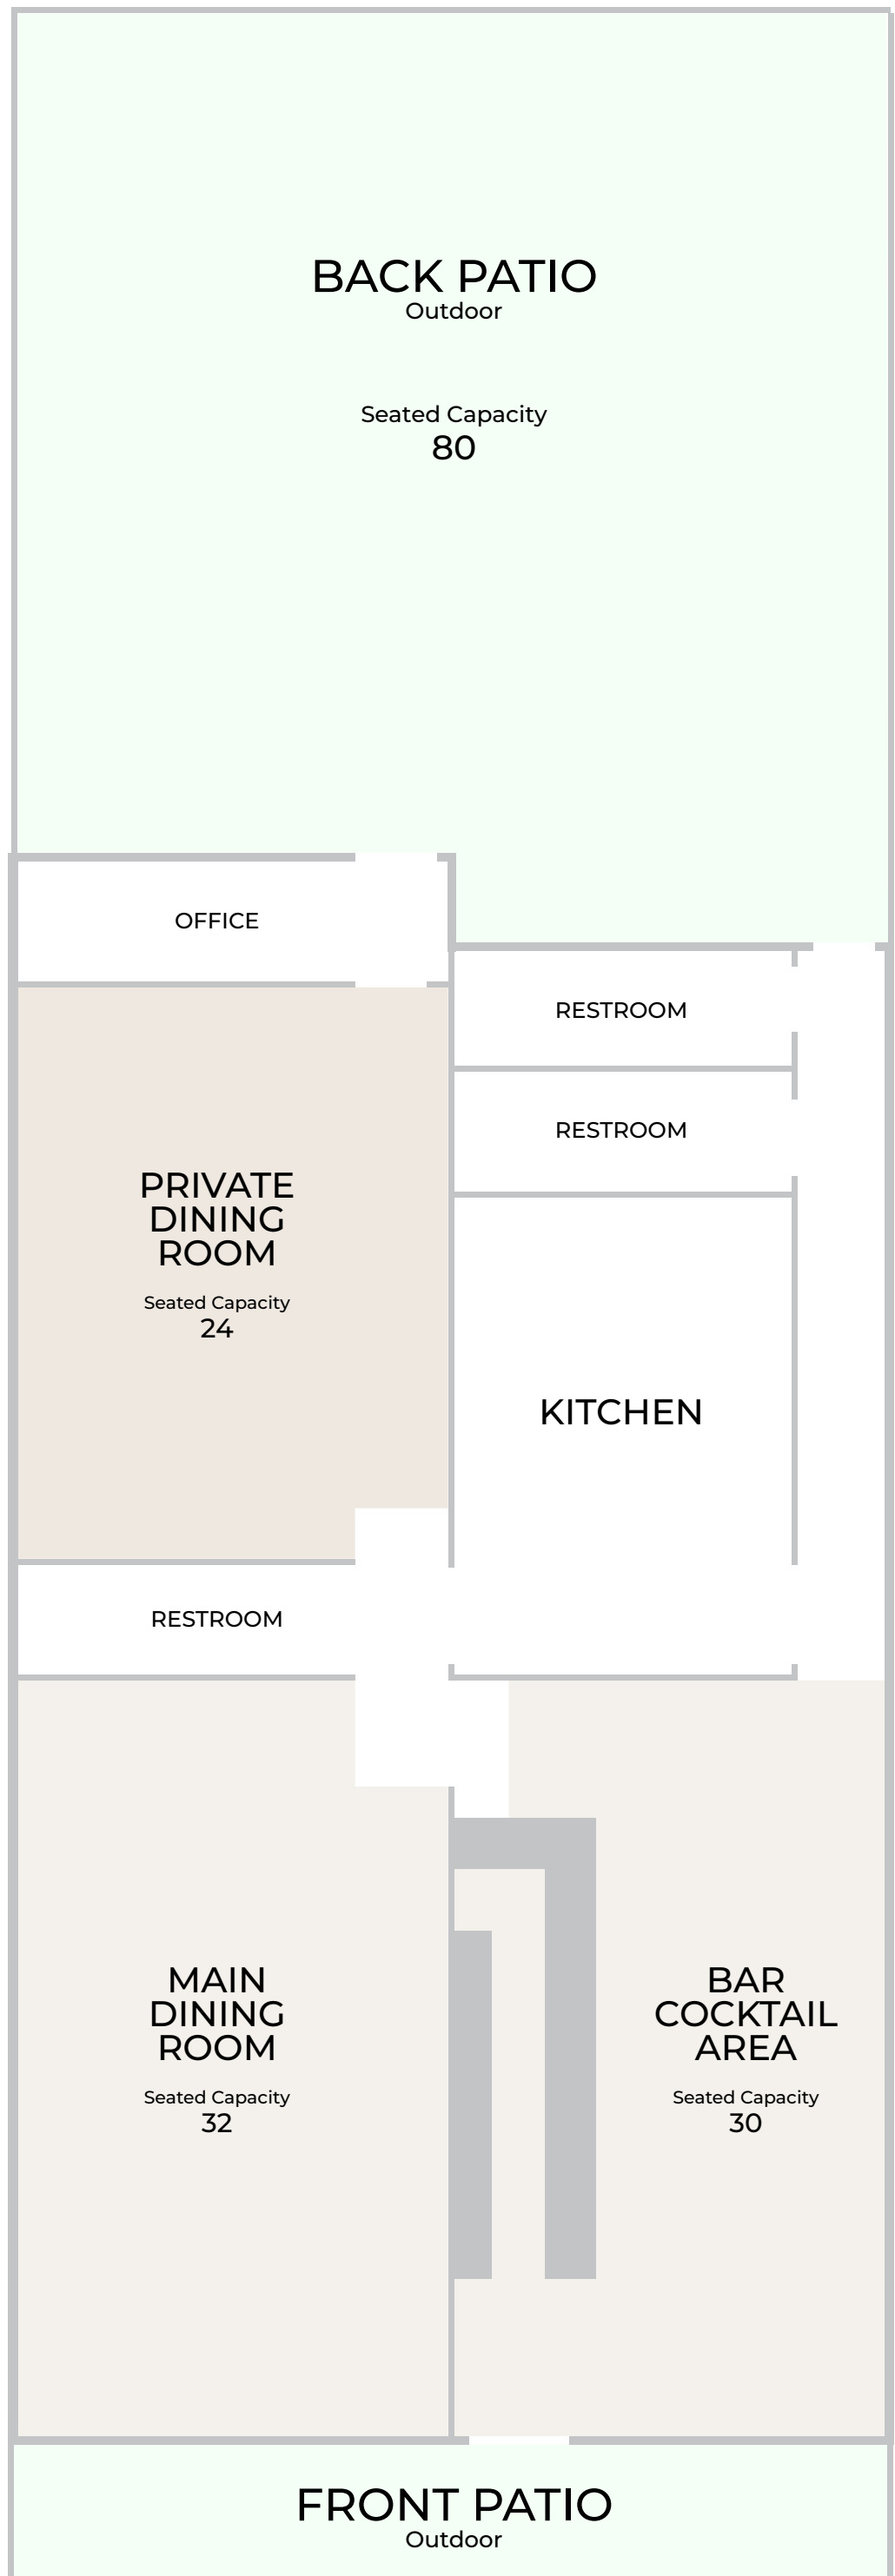 BACK PATIO
Outdoor
Seated Capacity
80
OFFICE
RESTROOM
RESTROOM
PRIVATE
DINING
ROOM
Seated Capacity
24
KITCHEN
RESTROOM
MAIN
DINING
ROOM
Seated Capacity
32
BAR
COCKTAIL
AREA
Seated Capacity
30
FRONT PATIO
Outdoor